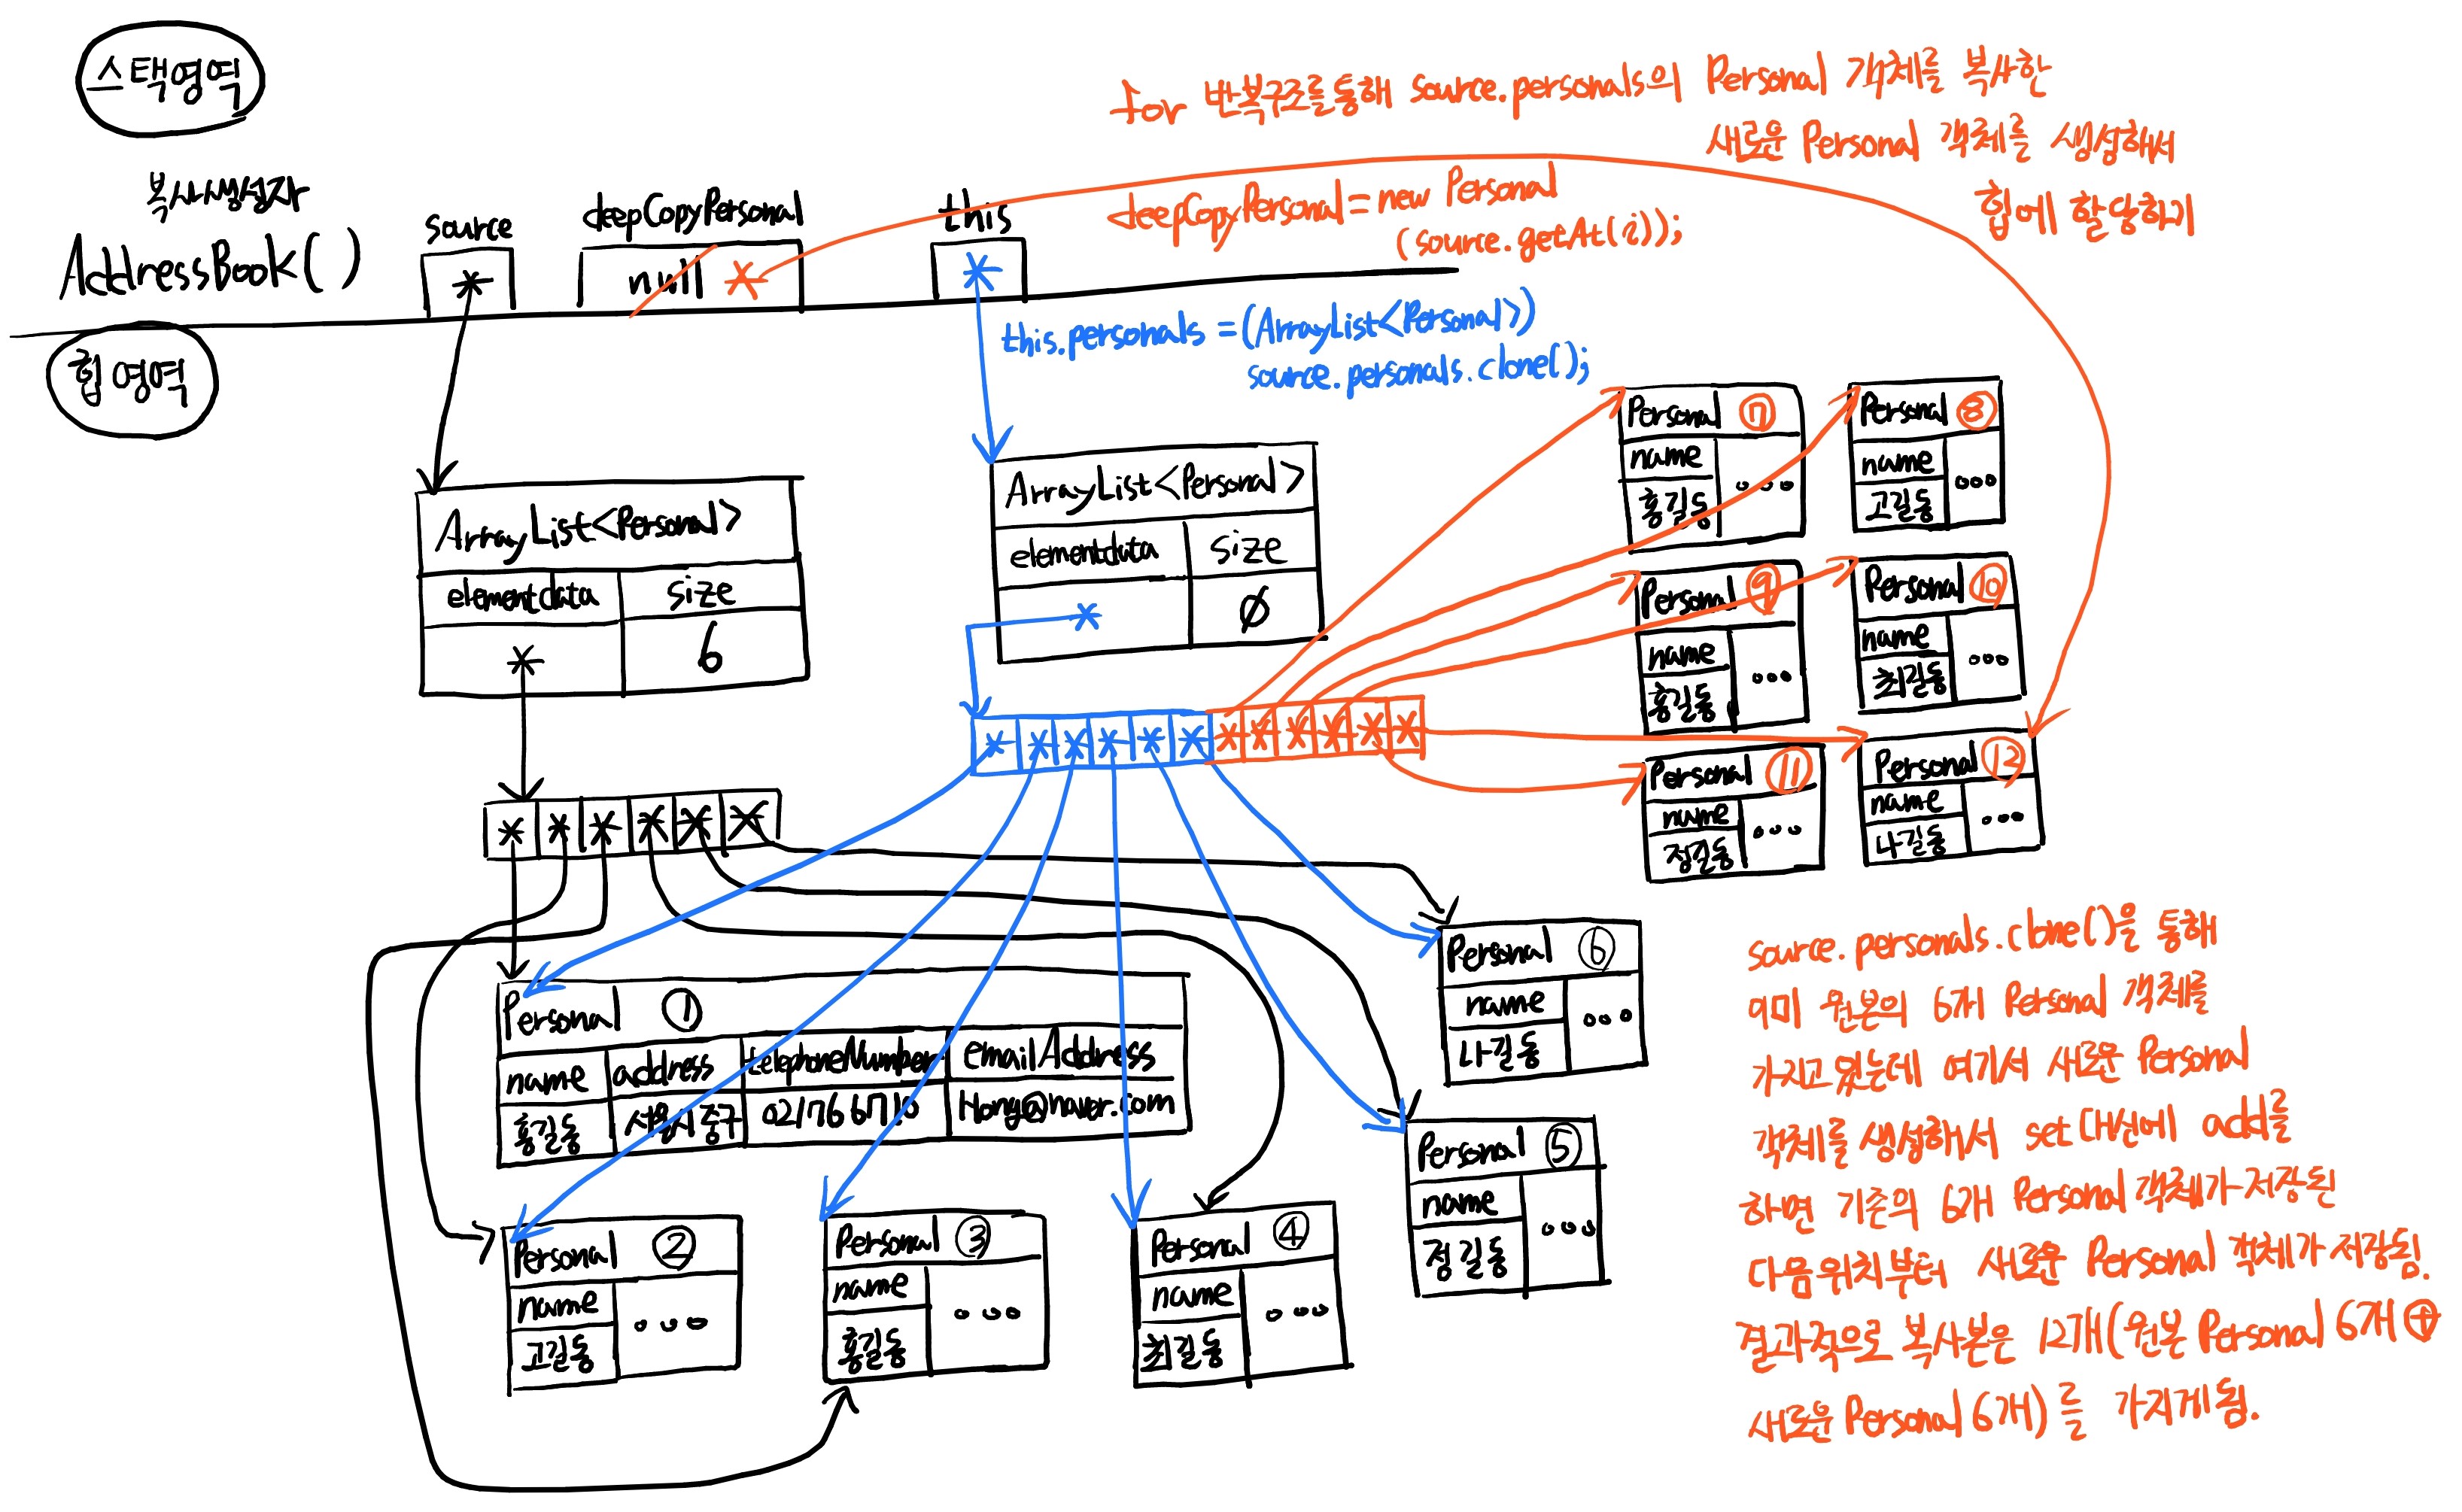 스택영역
for 반복구조를 통해 source.personals의 Personal 객체를 복사한
새로운 Personal 객체를 생성해서
힙에 할당하기
복사생성자
AddressBook()
source
deepCopyPersonal
this
*
null *
*
deepCopyPersonal = new Personal
(source.getAt(i));
this.personals = (ArrayList<Personal>)
source.personals.clone();
힙 영역
ArrayList<Personal>
elementdata size
* 6
ArrayList<Personal>
elementdata size
* Ø
Personal ⑦
name
홍길동 ...
Personal ⑧
name
고길동 ...
Personal ⑨
name
홍길동 ...
Personal ⑩
name
최길동 ...
Personal ⑪
name
정길동 ...
Personal ⑫
name
나길동 ...
* * * * * * * * * * * *
* * * * * *
Personal ①
name address telephoneNumber emailAddress
홍길동 서울시 중구 021766710 Hong@naver.com
Personal ②
name
고길동 ...
Personal ③
name
홍길동 ...
Personal ④
name
최길동 ...
Personal ⑤
name
정길동 ...
Personal ⑥
name
나길동 ...
source.personals.clone()을 통해
이미 원본의 6개 Personal 객체를
가지고 있는데 여기서 새로운 Personal
객체를 생성해서 set대신에 add를
하면 기존의 6개 Personal 객체가 저장된
다음위치부터 새로운 Personal 객체가 저장됨.
결과적으로 복사본은 12개(원본 Personal 6개 ⊕
새로운 Personal 6개)를 가지게됨.